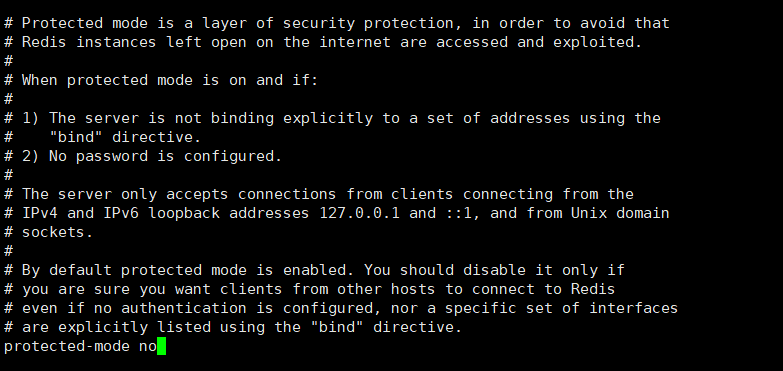 # Protected mode is a layer of security protection, in order to avoid that
# Redis instances left open on the internet are accessed and exploited.
#
# When protected mode is on and if:
#
# 1) The server is not binding explicitly to a set of addresses using the
#    "bind" directive.
# 2) No password is configured.
#
# The server only accepts connections from clients connecting from the
# IPv4 and IPv6 loopback addresses 127.0.0.1 and ::1, and from Unix domain
# sockets.
#
# By default protected mode is enabled. You should disable it only if
# you are sure you want clients from other hosts to connect to Redis
# even if no authentication is configured, nor a specific set of interfaces
# are explicitly listed using the "bind" directive.
protected-mode no